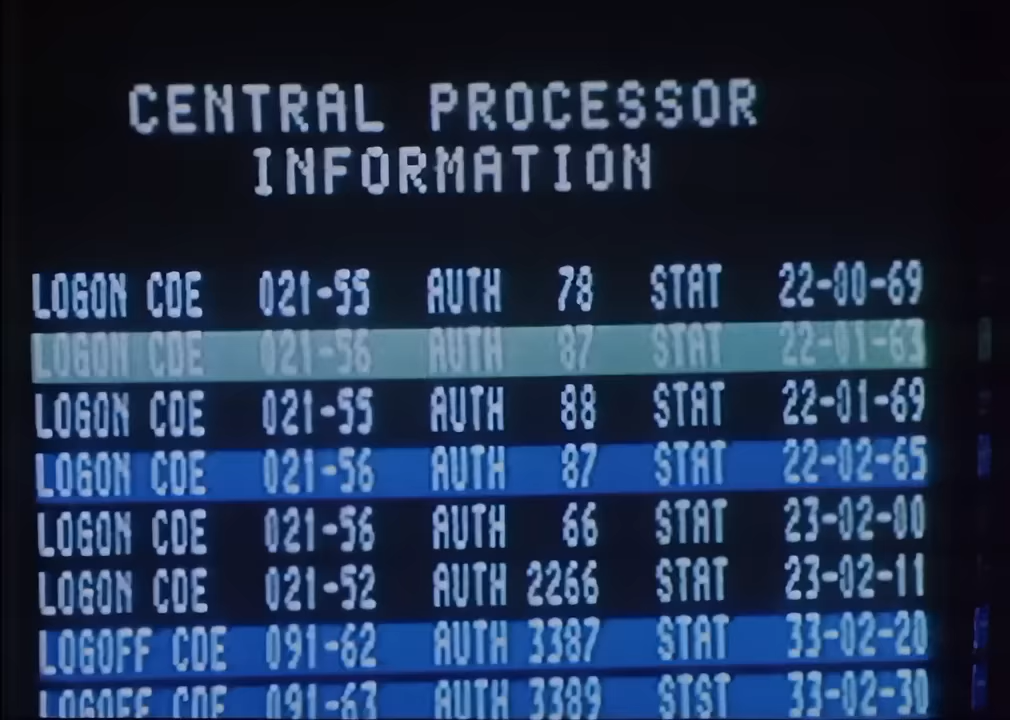 CENTRAL PROCESSOR
INFORMATION
LOGON CDE 021-55 AUTH 78 STAT 22-00-69
LOGON CDE 021-56 AUTH 87 STAT 22-01-63
LOGON CDE 021-55 AUTH 88 STAT 22-01-69
LOGON CDE 021-56 AUTH 87 STAT 22-02-65
LOGON CDE 021-56 AUTH 66 STAT 23-02-00
LOGON CDE 021-52 AUTH 2266 STAT 23-02-11
LOGOFF CDE 091-62 AUTH 3387 STAT 33-02-20
LOGOFF CDE 091-63 AUTH 3389 STST 33-02-30